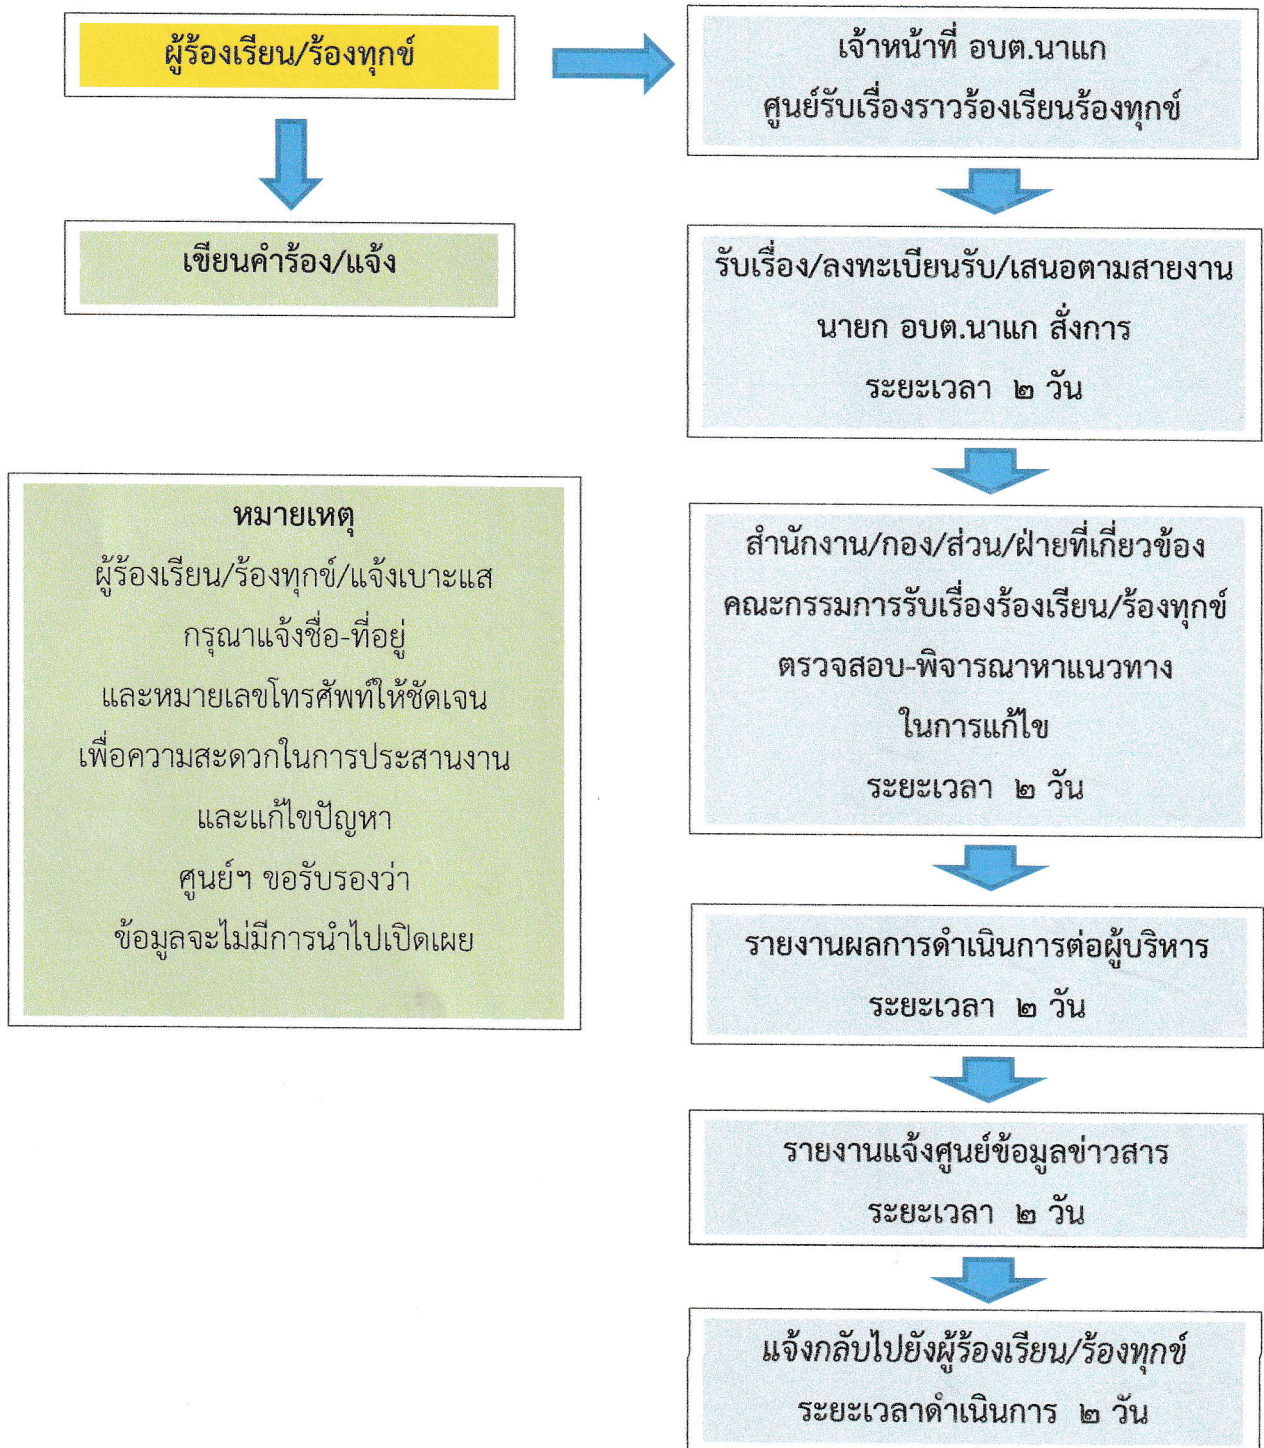 ผู้ร้องเรียน/ร้องทุกข์
เขียนคำร้อง/แจ้ง
เจ้าหน้าที่ อบต.นาแก
ศูนย์รับเรื่องราวร้องเรียนร้องทุกข์
รับเรื่อง/ลงทะเบียนรับ/เสนอตามสายงาน
นายก อบต.นาแก สั่งการ
ระยะเวลา ๒ วัน
สำนักงาน/กอง/ส่วน/ฝ่ายที่เกี่ยวข้อง
คณะกรรมการรับเรื่องร้องเรียน/ร้องทุกข์
ตรวจสอบ-พิจารณาหาแนวทาง
ในการแก้ไข
ระยะเวลา ๒ วัน
รายงานผลการดำเนินการต่อผู้บริหาร
ระยะเวลา ๒ วัน
รายงานแจ้งศูนย์ข้อมูลข่าวสาร
ระยะเวลา ๒ วัน
แจ้งกลับไปยังผู้ร้องเรียน/ร้องทุกข์
ระยะเวลาดำเนินการ ๒ วัน
หมายเหตุ
ผู้ร้องเรียน/ร้องทุกข์/แจ้งเบาะแส
กรุณาแจ้งชื่อ-ที่อยู่
และหมายเลขโทรศัพท์ให้ชัดเจน
เพื่อความสะดวกในการประสานงาน
และแก้ไขปัญหา
ศูนย์ฯ ขอรับรองว่า
ข้อมูลจะไม่มีการนำไปเปิดเผย